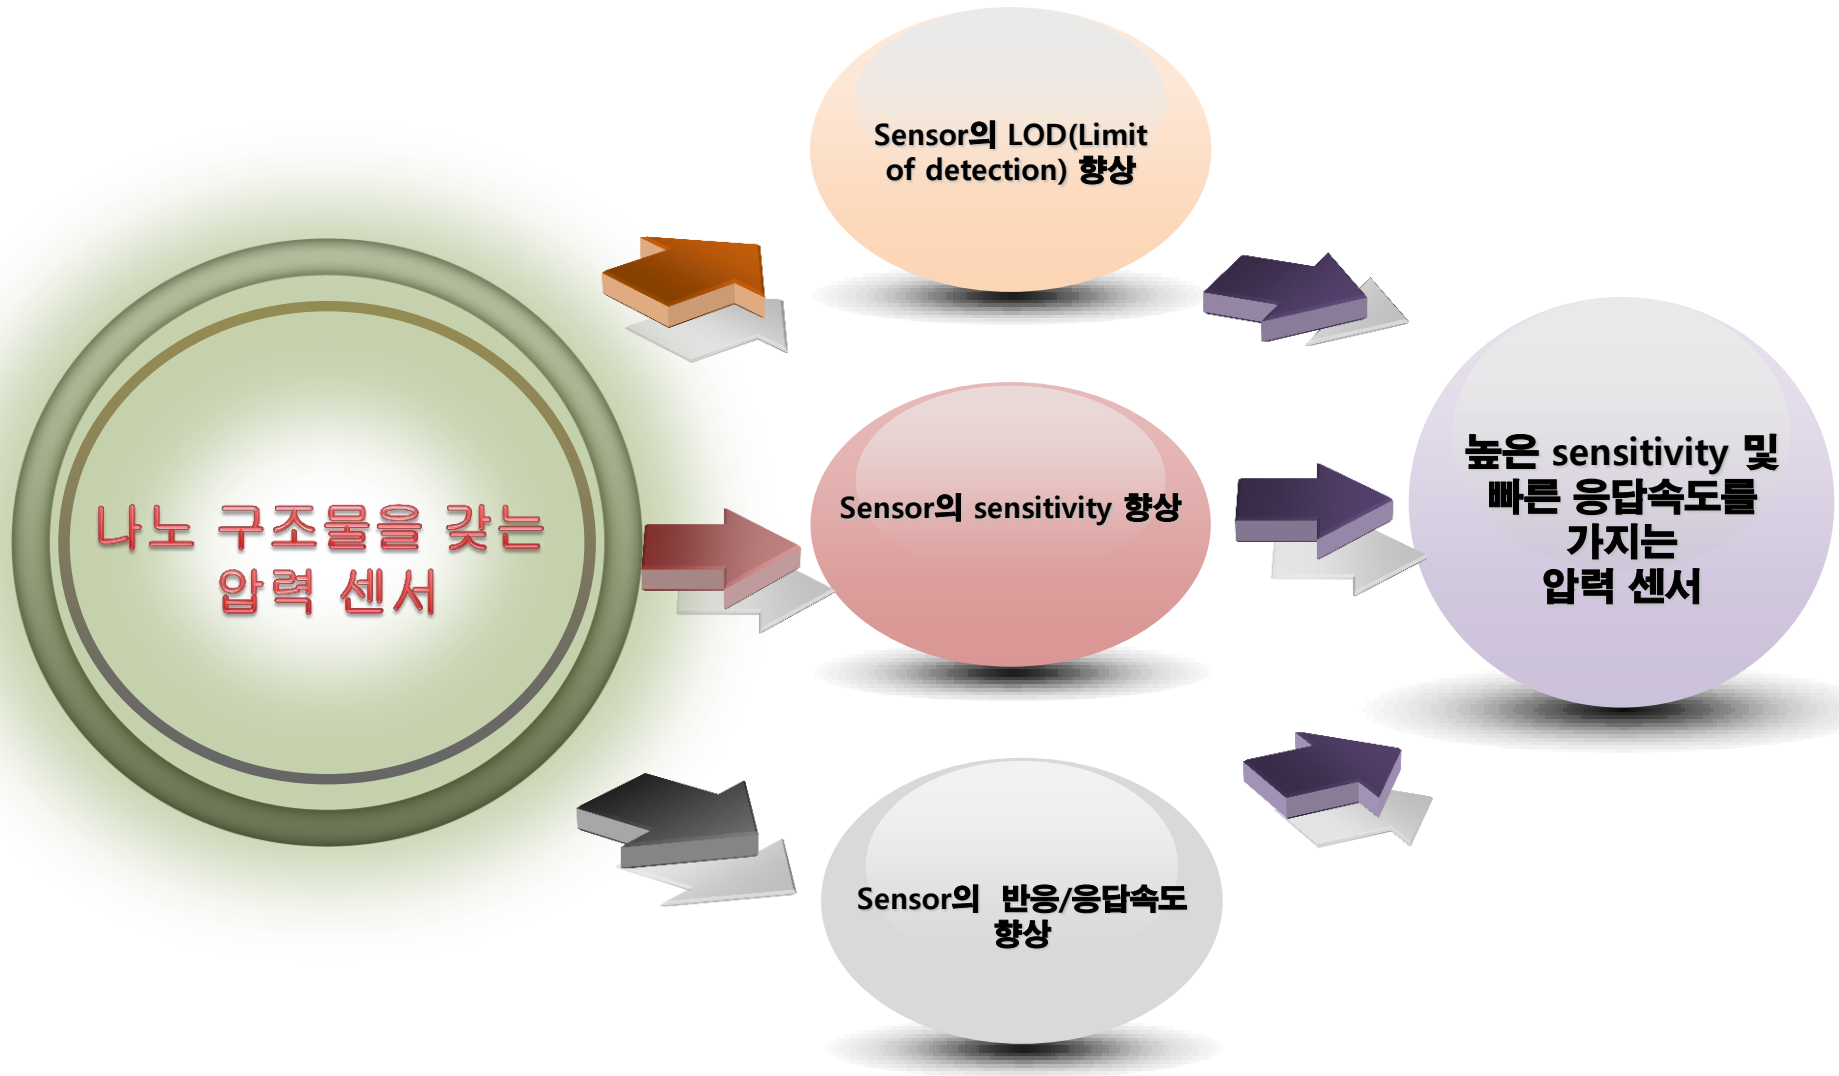 나노 구조물을 갖는
압력 센서
Sensor의 LOD(Limit
of detection) 향상
Sensor의 sensitivity 향상
Sensor의 반응/응답속도
향상
높은 sensitivity 및
빠른 응답속도를
가지는
압력 센서